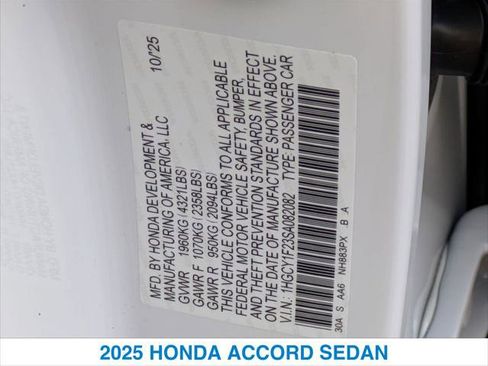 MFD. BY HONDA DEVELOPMENT & 10/25
MANUFACTURING OF AMERICA, LLC
GVWR 1960KG (4321LBS)
GAWR F 1070KG (2358LBS)
GAWR R 950KG (2094LBS)
THIS VEHICLE CONFORMS TO ALL APPLICABLE
FEDERAL MOTOR VEHICLE SAFETY, BUMPER,
AND THEFT PREVENTION STANDARDS IN EFFECT
ON THE DATE OF MANUFACTURE SHOWN ABOVE.
V.I.N.: 1HGCY1F23SA082082 TYPE: PASSENGER CAR
30A S AA6 NH883PX B A
2025 HONDA ACCORD SEDAN